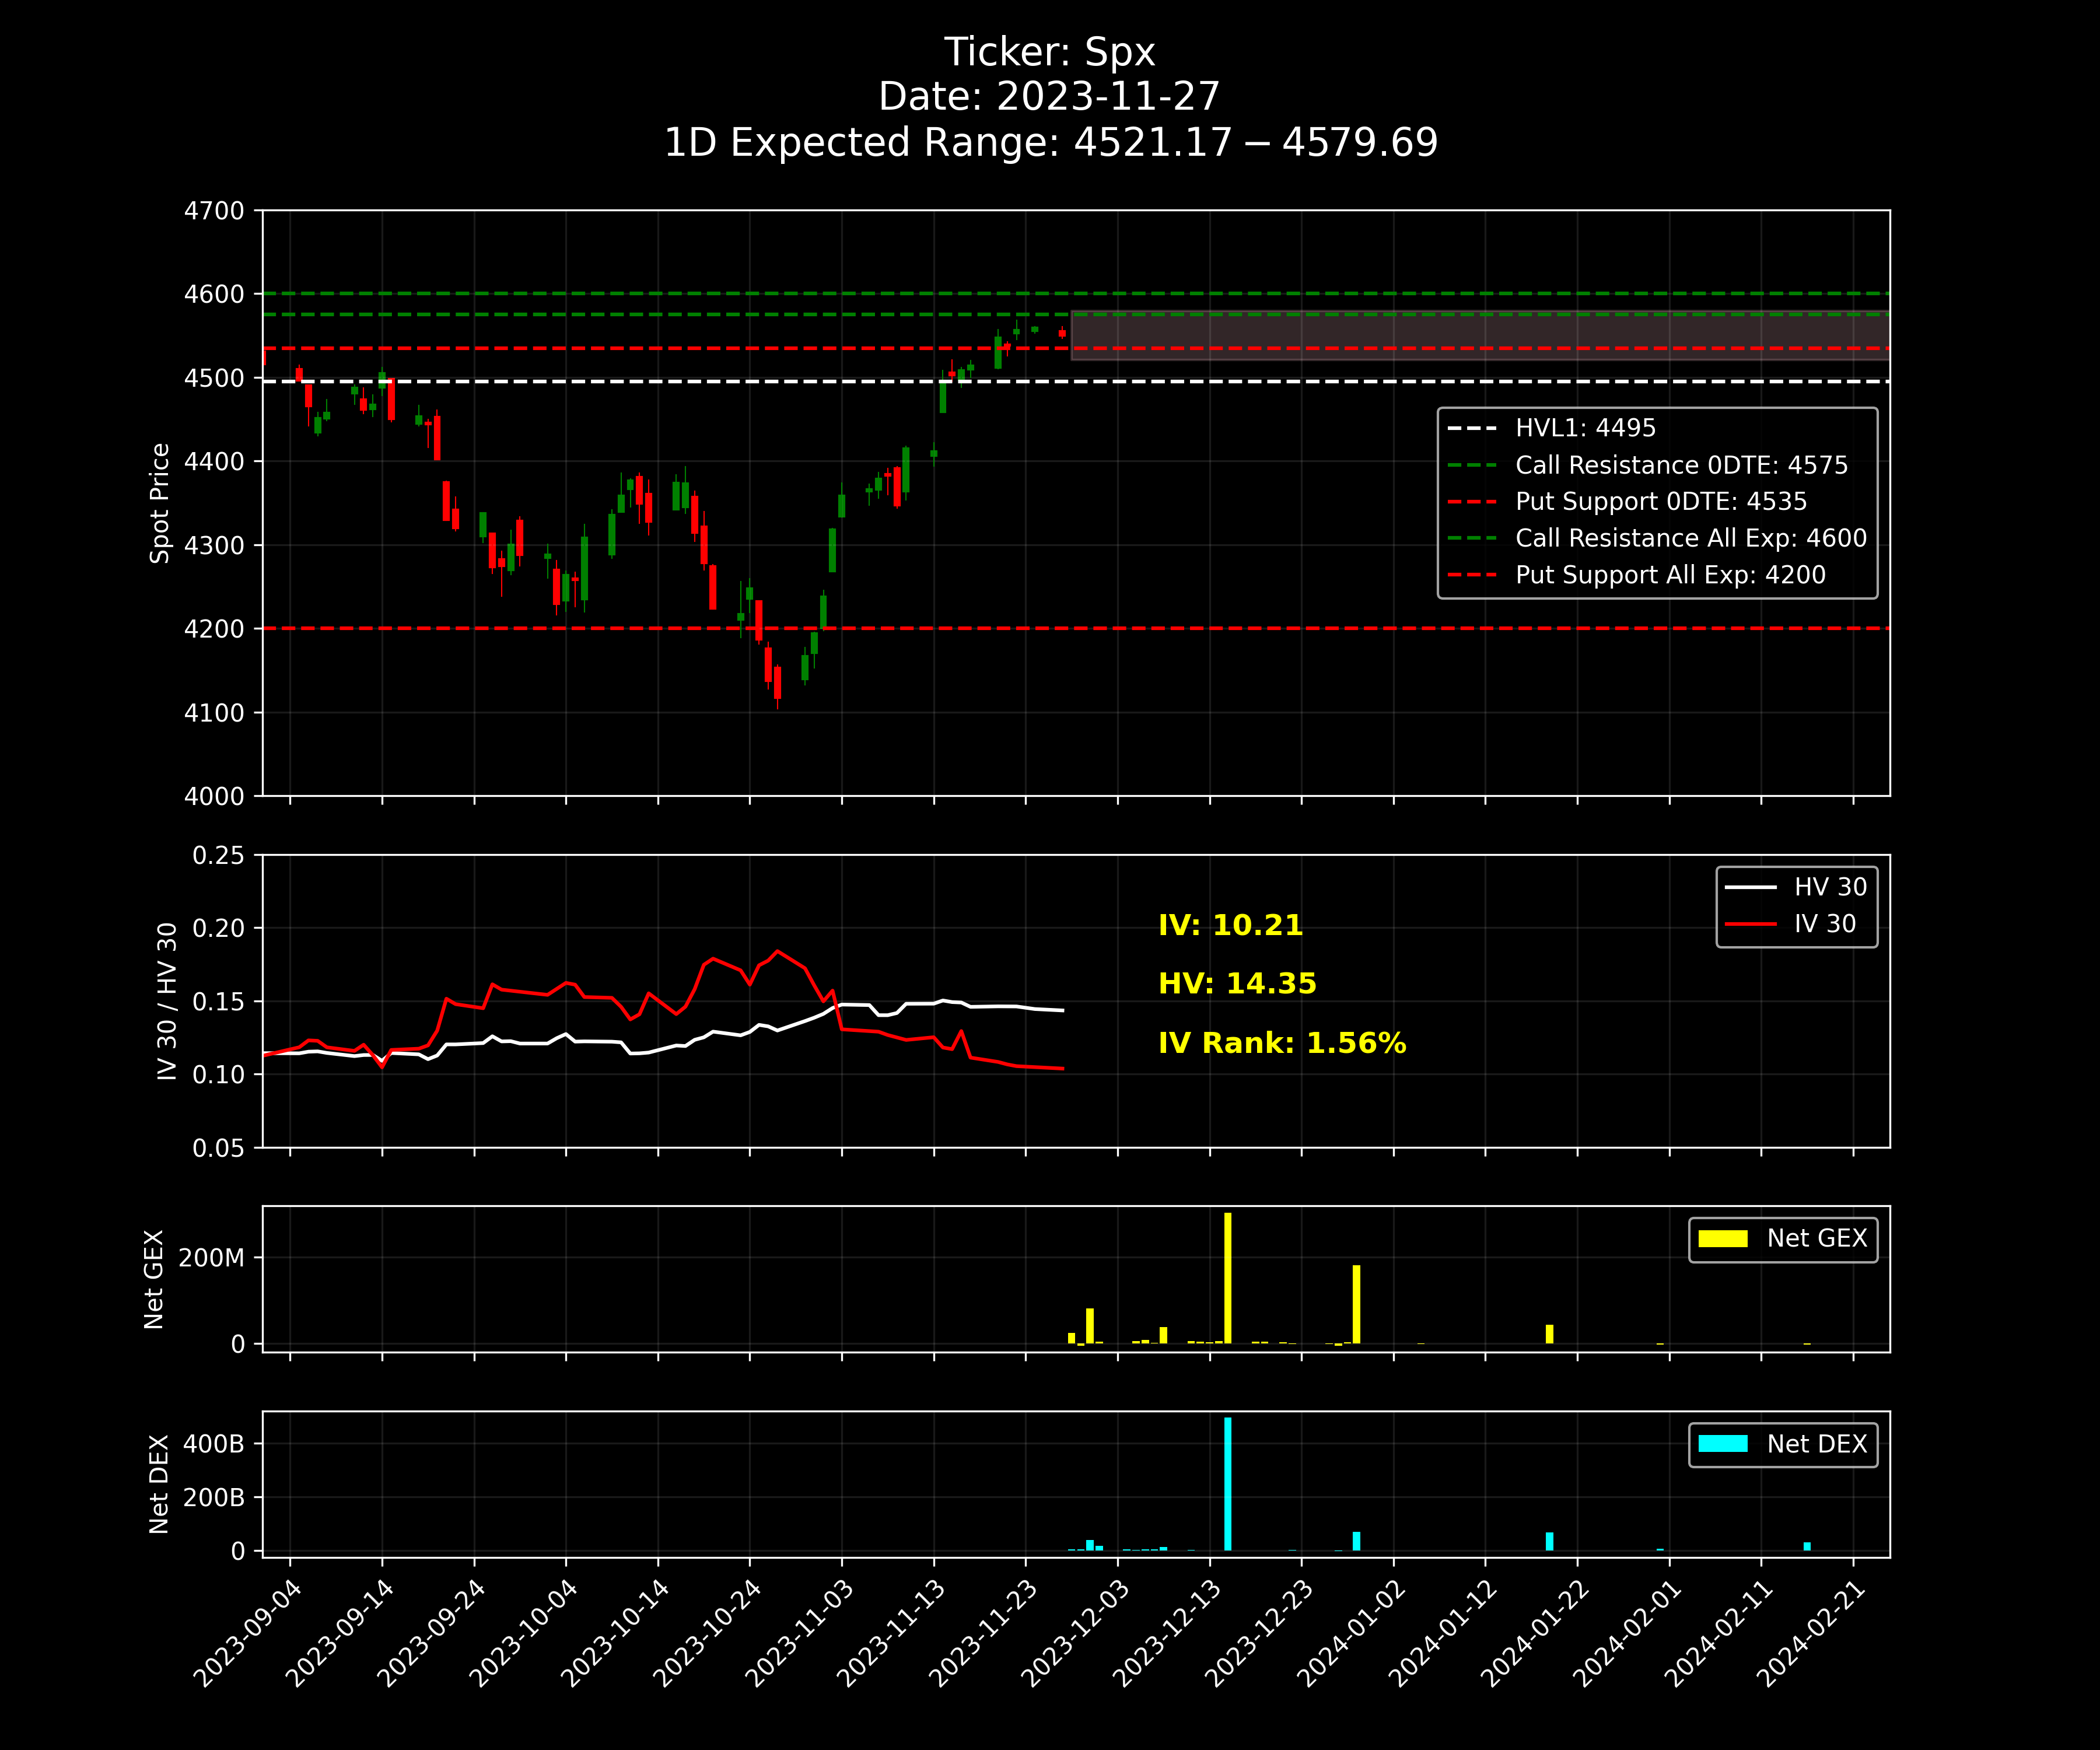 Ticker: Spx
Date: 2023-11-27
1D Expected Range: 4521.17 − 4579.69
Spot Price
4700
4600
4500
4400
4300
4200
4100
4000
HVL1: 4495
Call Resistance 0DTE: 4575
Put Support 0DTE: 4535
Call Resistance All Exp: 4600
Put Support All Exp: 4200
IV 30 / HV 30
0.25
0.20
0.15
0.10
0.05
IV: 10.21
HV: 14.35
IV Rank: 1.56%
HV 30
IV 30
Net GEX
200M
0
Net GEX
Net DEX
400B
200B
0
Net DEX
2023-09-04
2023-09-14
2023-09-24
2023-10-04
2023-10-14
2023-10-24
2023-11-03
2023-11-13
2023-11-23
2023-12-03
2023-12-13
2023-12-23
2024-01-02
2024-01-12
2024-01-22
2024-02-01
2024-02-11
2024-02-21